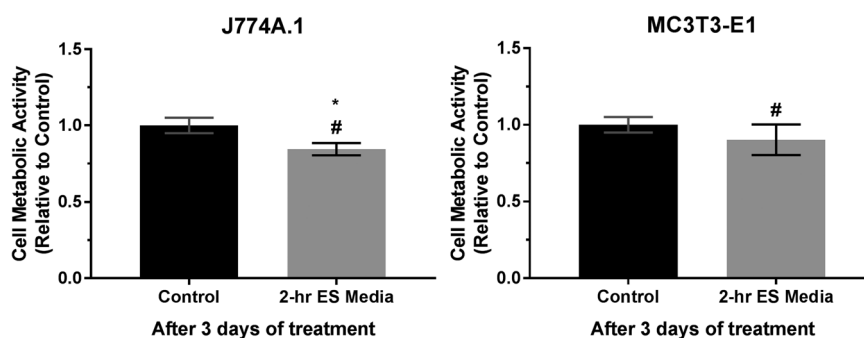 J774A.1
Cell Metabolic Activity
(Relative to Control)
1.5
1.0
0.5
0.0
*
#
Control
2-hr ES Media
After 3 days of treatment
MC3T3-E1
Cell Metabolic Activity
(Relative to Control)
1.5
1.0
0.5
0.0
#
Control
2-hr ES Media
After 3 days of treatment